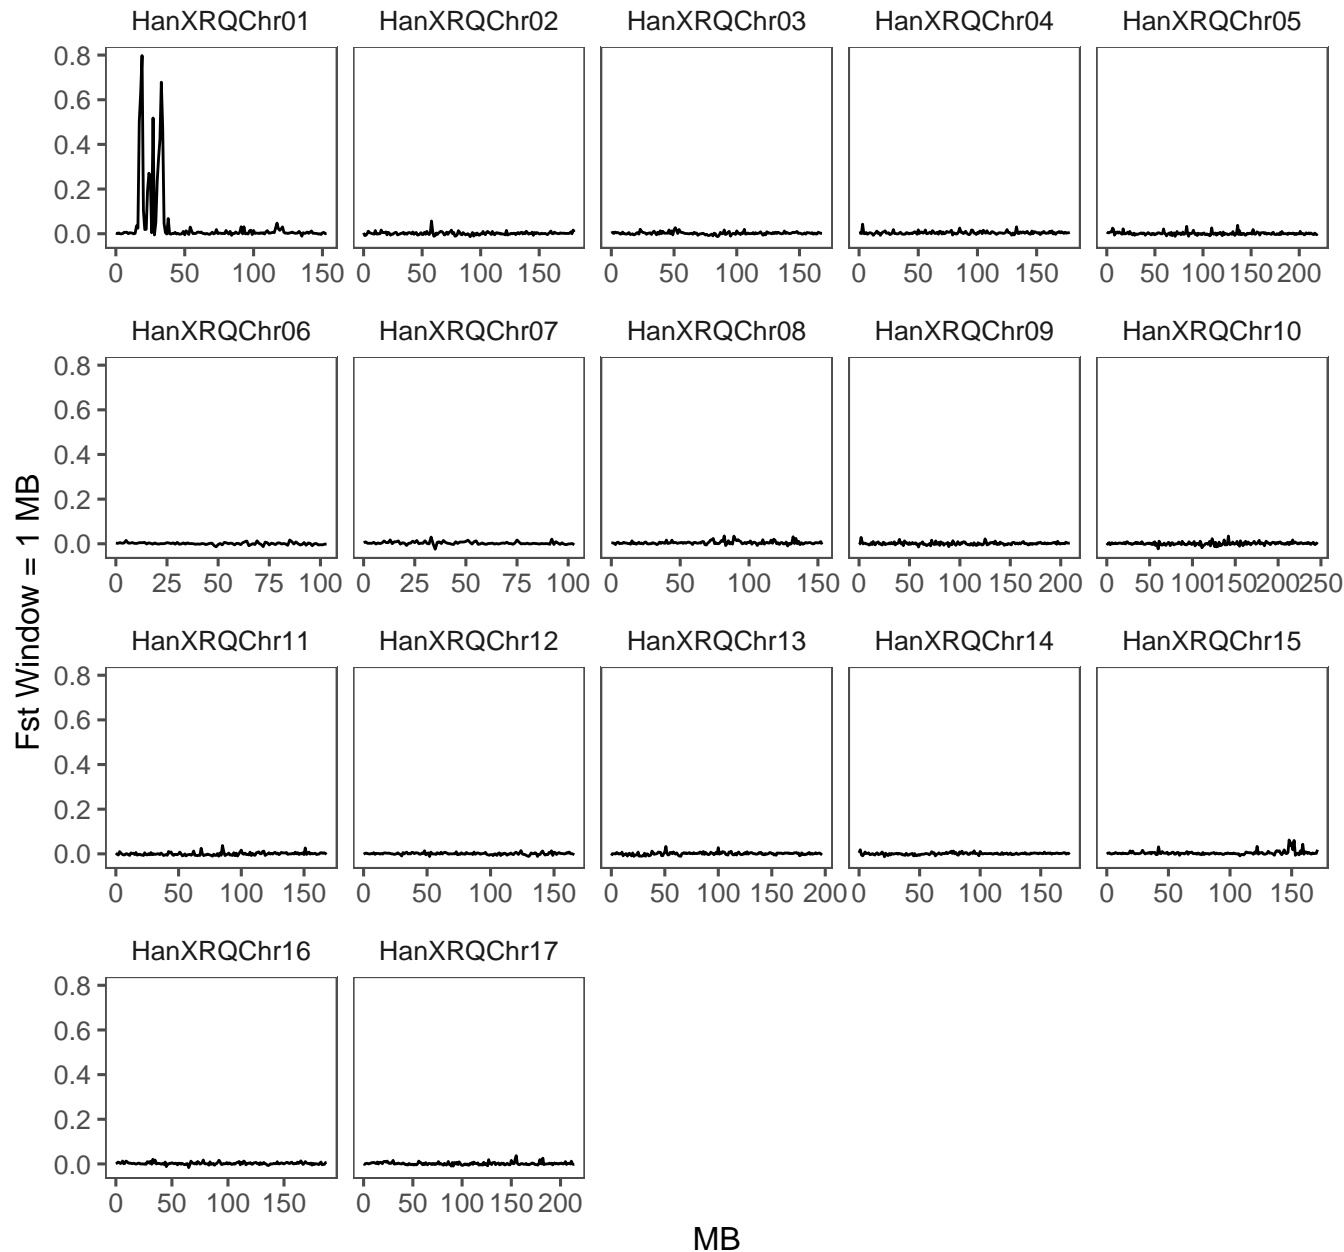 HanXRQChr01 HanXRQChr02 HanXRQChr03 HanXRQChr04 HanXRQChr05
0.8
0.6
0.4
0.2
0.0
0 50 100 150 0 50 100 150 0 50 100 150 0 50 100 150 0 50 100 150 200
HanXRQChr06 HanXRQChr07 HanXRQChr08 HanXRQChr09 HanXRQChr10
0.8
0.6
0.4
0.2
0.0
0 25 50 75 100 0 25 50 75 100 0 50 100 150 0 50 100 150 200 0 50 100 150 200 250
Fst Window = 1 MB
HanXRQChr11 HanXRQChr12 HanXRQChr13 HanXRQChr14 HanXRQChr15
0.8
0.6
0.4
0.2
0.0
0 50 100 150 0 50 100 150 0 50 100 150 200 0 50 100 150 0 50 100 150
HanXRQChr16 HanXRQChr17
0.8
0.6
0.4
0.2
0.0
0 50 100 150 0 50 100 150 200
MB